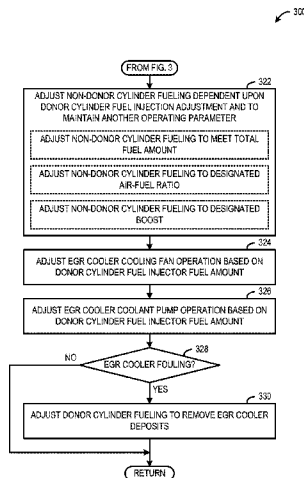 300
FROM FIG. 3
322
ADJUST NON-DONOR CYLINDER FUELING DEPENDENT UPON
DONOR CYLINDER FUEL INJECTION ADJUSTMENT AND TO
MAINTAIN ANOTHER OPERATING PARAMETER
ADJUST NON-DONOR CYLINDER FUELING TO MEET TOTAL
FUEL AMOUNT
ADJUST NON-DONOR CYLINDER FUELING TO DESIGNATED
AIR-FUEL RATIO
ADJUST NON-DONOR CYLINDER FUELING TO DESIGNATED
BOOST
324
ADJUST EGR COOLER COOLING FAN OPERATION BASED ON
DONOR CYLINDER FUEL INJECTOR FUEL AMOUNT
326
ADJUST EGR COOLER COOLANT PUMP OPERATION BASED ON
DONOR CYLINDER FUEL INJECTOR FUEL AMOUNT
328
NO
EGR COOLER FOULING?
YES
330
ADJUST DONOR CYLINDER FUELING TO REMOVE EGR COOLER
DEPOSITS
RETURN